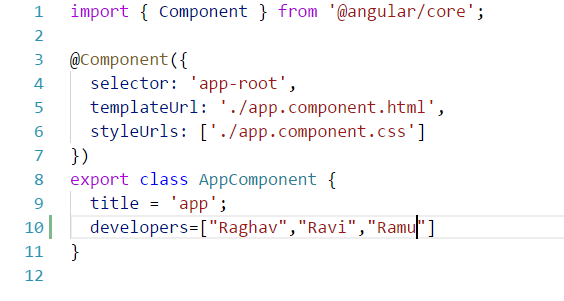 1 import { Component } from '@angular/core';
2
3 @Component({
4   selector: 'app-root',
5   templateUrl: './app.component.html',
6   styleUrls: ['./app.component.css']
7 })
8 export class AppComponent {
9   title = 'app';
10   developers=["Raghav","Ravi","Ramu"]
11 }
12